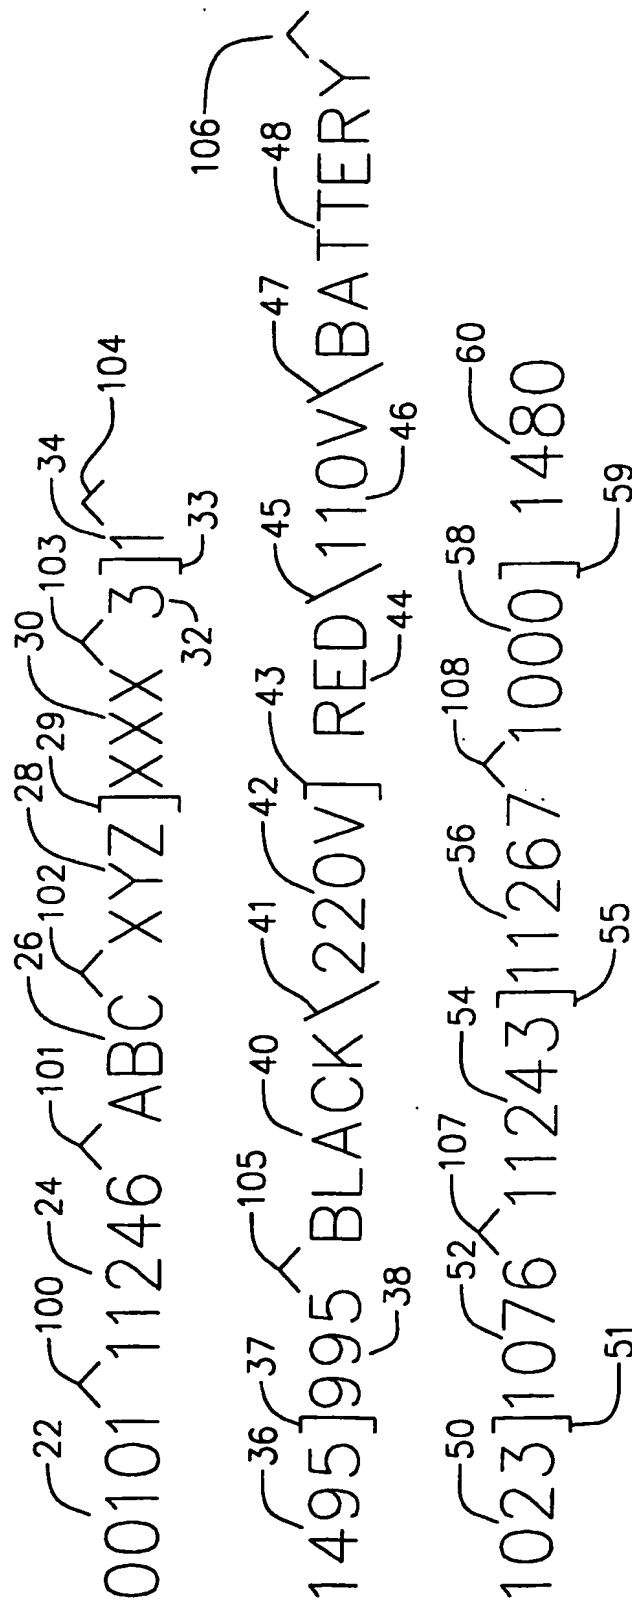 22 100 24 101 26 102 28 29 30 103 34 104
00101^11246^ABC^XYZ]XXX^3]1^
32 33
36 37 105 40 41 42 43 45 47 48 106
1495]995^BLACK\220V]RED\110V\BATTERY^
38 44 46
50 52 107 54 56 108 58 60
1023]1076^11243]11267^1000]1480
51 55 59